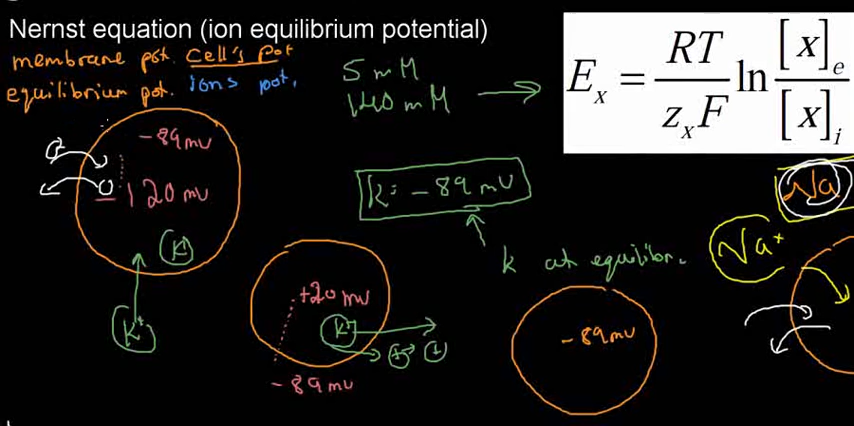 Nernst equation (ion equilibrium potential)
membrane pot. Cell's pot
equilibrium pot. ions pot.
5 mM
140 mM
E_x = RT / z_x F ln [x]_e / [x]_i
-89 mV
-120 mV
K+
K+
K: -89 mV
K at equilibr.
Na
Na+
+20 mV
K+
+ +
-89 mV
-89 mV